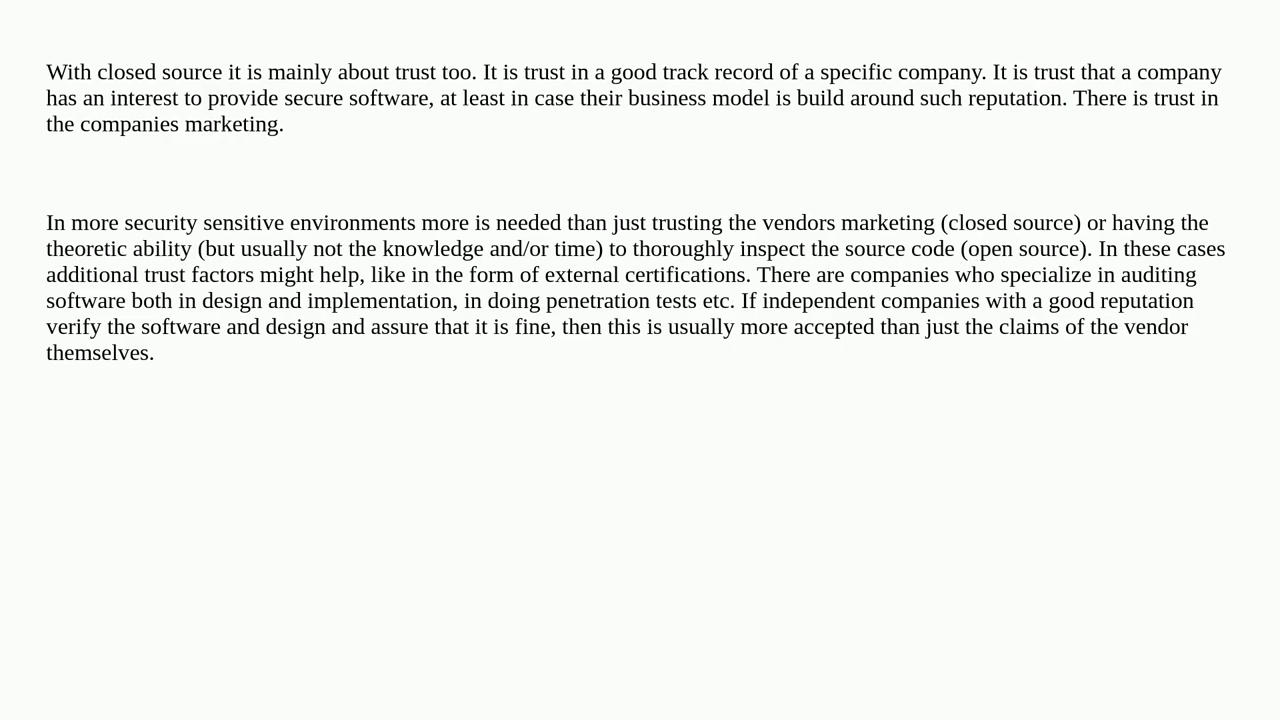 With closed source it is mainly about trust too. It is trust in a good track record of a specific company. It is trust that a company
has an interest to provide secure software, at least in case their business model is build around such reputation. There is trust in
the companies marketing.
In more security sensitive environments more is needed than just trusting the vendors marketing (closed source) or having the
theoretic ability (but usually not the knowledge and/or time) to thoroughly inspect the source code (open source). In these cases
additional trust factors might help, like in the form of external certifications. There are companies who specialize in auditing
software both in design and implementation, in doing penetration tests etc. If independent companies with a good reputation
verify the software and design and assure that it is fine, then this is usually more accepted than just the claims of the vendor
themselves.